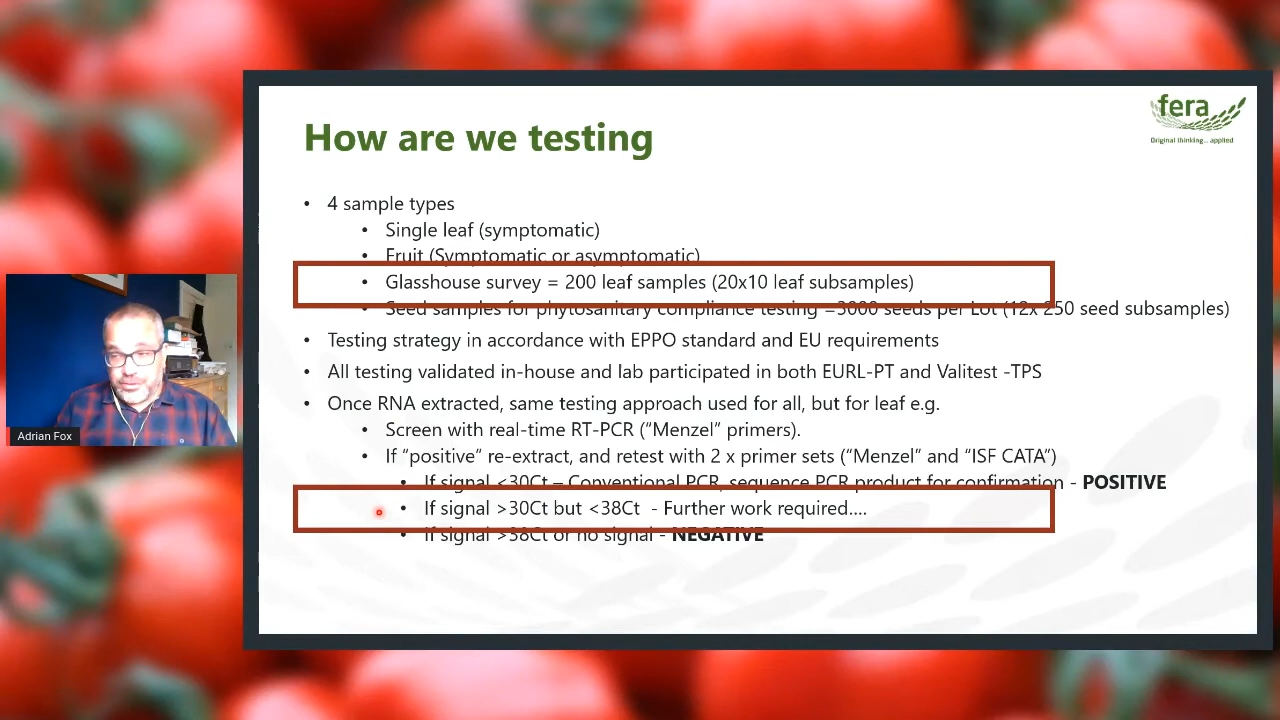 fera
Original thinking... applied
How are we testing
• 4 sample types
• Single leaf (symptomatic)
• Fruit (Symptomatic or asymptomatic)
• Glasshouse survey = 200 leaf samples (20x10 leaf subsamples)
• Seed samples for phytosanitary compliance testing =3000 seeds per Lot (12x 250 seed subsamples)
• Testing strategy in accordance with EPPO standard and EU requirements
• All testing validated in-house and lab participated in both EURL-PT and Valitest -TPS
• Once RNA extracted, same testing approach used for all, but for leaf e.g.
• Screen with real-time RT-PCR (“Menzel” primers).
• If “positive” re-extract, and retest with 2 x primer sets (“Menzel” and “ISF CATA”)
• If signal <30Ct – Conventional PCR, sequence PCR product for confirmation - POSITIVE
• If signal >30Ct but <38Ct - Further work required....
• If signal >38Ct or no signal - NEGATIVE
Adrian Fox